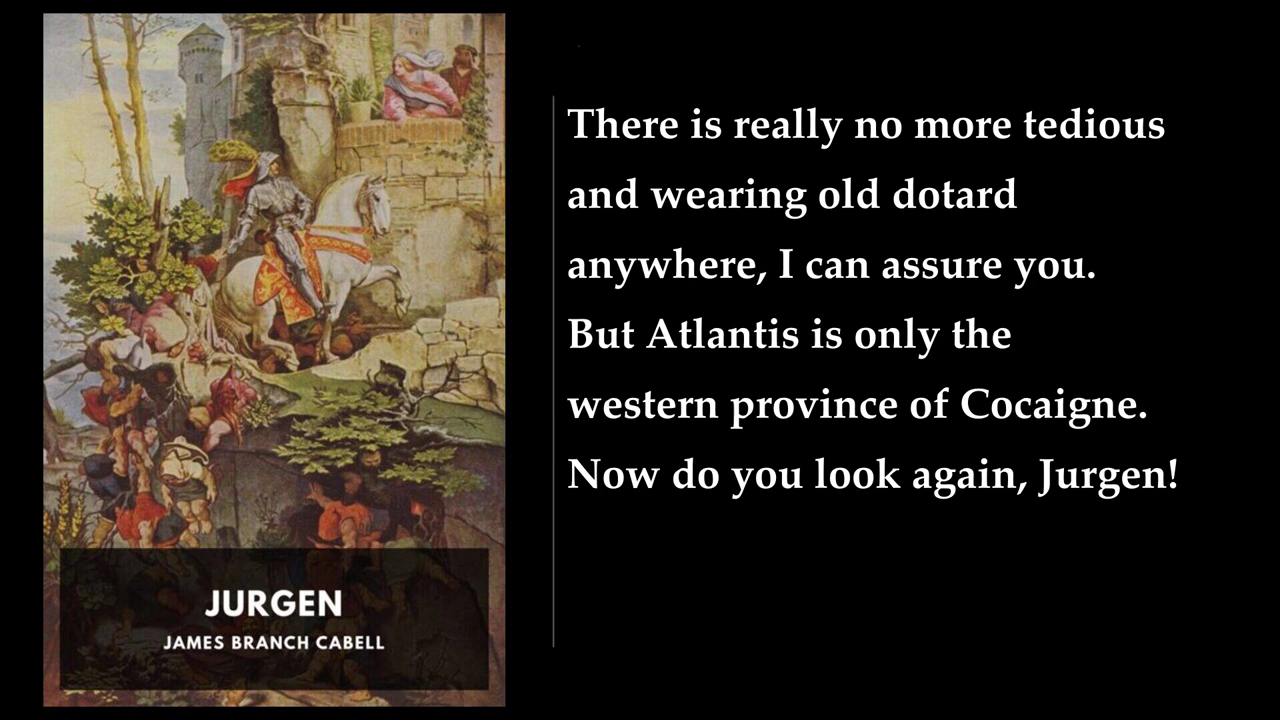 There is really no more tedious
and wearing old dotard
anywhere, I can assure you.
But Atlantis is only the
western province of Cocaigne.
Now do you look again, Jurgen!
JURGEN
JAMES BRANCH CABELL